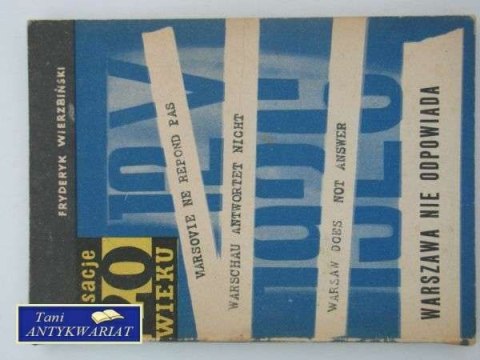 FRYDERYK WIERZBIŃSKI
sacje
20
WIEKU
VARSOVIE NE REPOND PAS
WARSCHAU ANTWORTET NICHT
WARSAW DOES NOT ANSWER
WARSZAWA NIE ODPOWIADA
Tani
ANTYKWARIAT